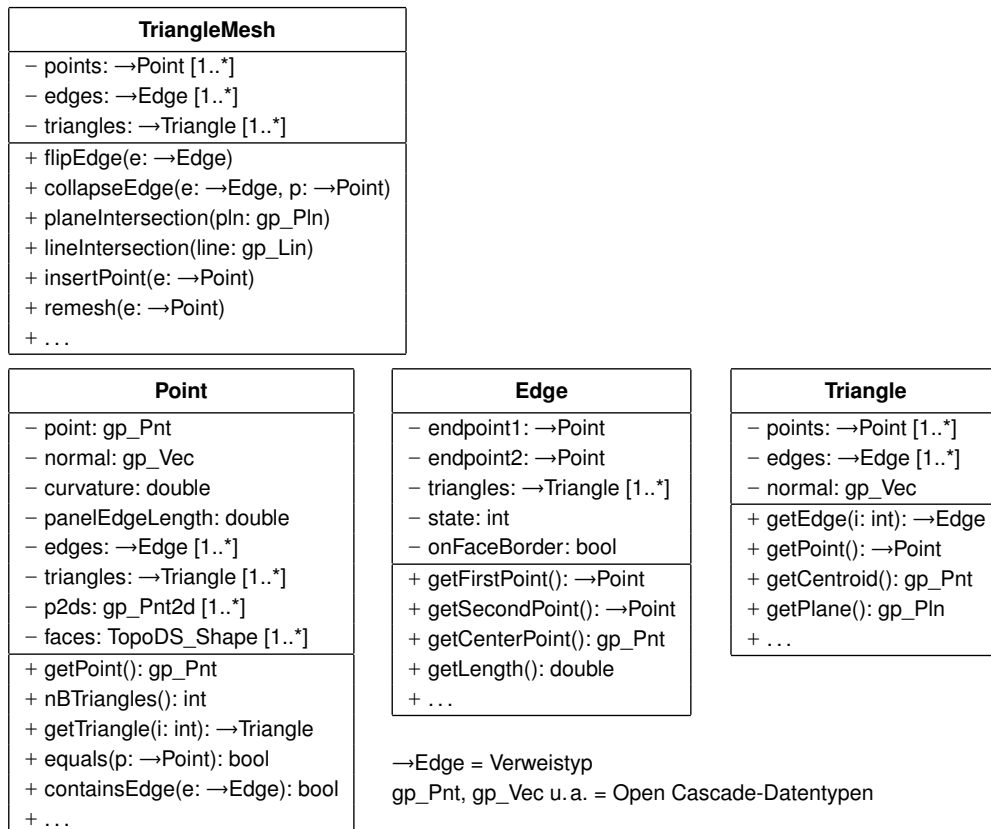 TriangleMesh
− points: →Point [1..*]
− edges: →Edge [1..*]
− triangles: →Triangle [1..*]
+ flipEdge(e: →Edge)
+ collapseEdge(e: →Edge, p: →Point)
+ planeIntersection(pln: gp_Pln)
+ lineIntersection(line: gp_Lin)
+ insertPoint(e: →Point)
+ remesh(e: →Point)
+ . . .
Point
− point: gp_Pnt
− normal: gp_Vec
− curvature: double
− panelEdgeLength: double
− edges: →Edge [1..*]
− triangles: →Triangle [1..*]
− p2ds: gp_Pnt2d [1..*]
− faces: TopoDS_Shape [1..*]
+ getPoint(): gp_Pnt
+ nBTriangles(): int
+ getTriangle(i: int): →Triangle
+ equals(p: →Point): bool
+ containsEdge(e: →Edge): bool
+ . . .
Edge
− endpoint1: →Point
− endpoint2: →Point
− triangles: →Triangle [1..*]
− state: int
− onFaceBorder: bool
+ getFirstPoint(): →Point
+ getSecondPoint(): →Point
+ getCenterPoint(): gp_Pnt
+ getLength(): double
+ . . .
Triangle
− points: →Point [1..*]
− edges: →Edge [1..*]
− normal: gp_Vec
+ getEdge(i: int): →Edge
+ getPoint(): →Point
+ getCentroid(): gp_Pnt
+ getPlane(): gp_Pln
+ . . .
→Edge = Verweistyp
gp_Pnt, gp_Vec u. a. = Open Cascade-Datentypen